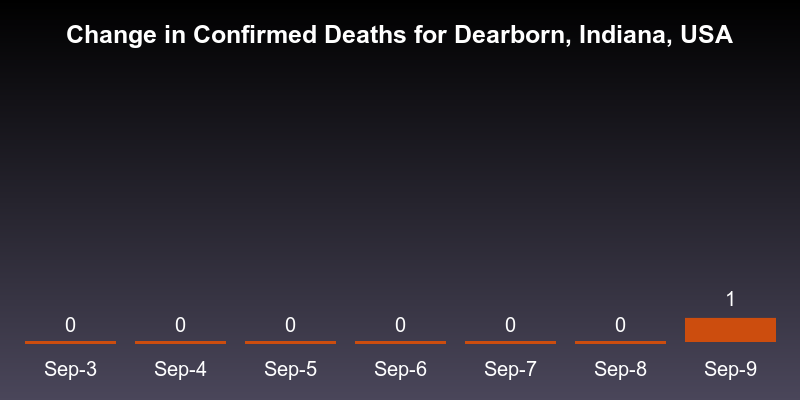 Change in Confirmed Deaths for Dearborn, Indiana, USA
0 0 0 0 0 0 1
Sep-3 Sep-4 Sep-5 Sep-6 Sep-7 Sep-8 Sep-9